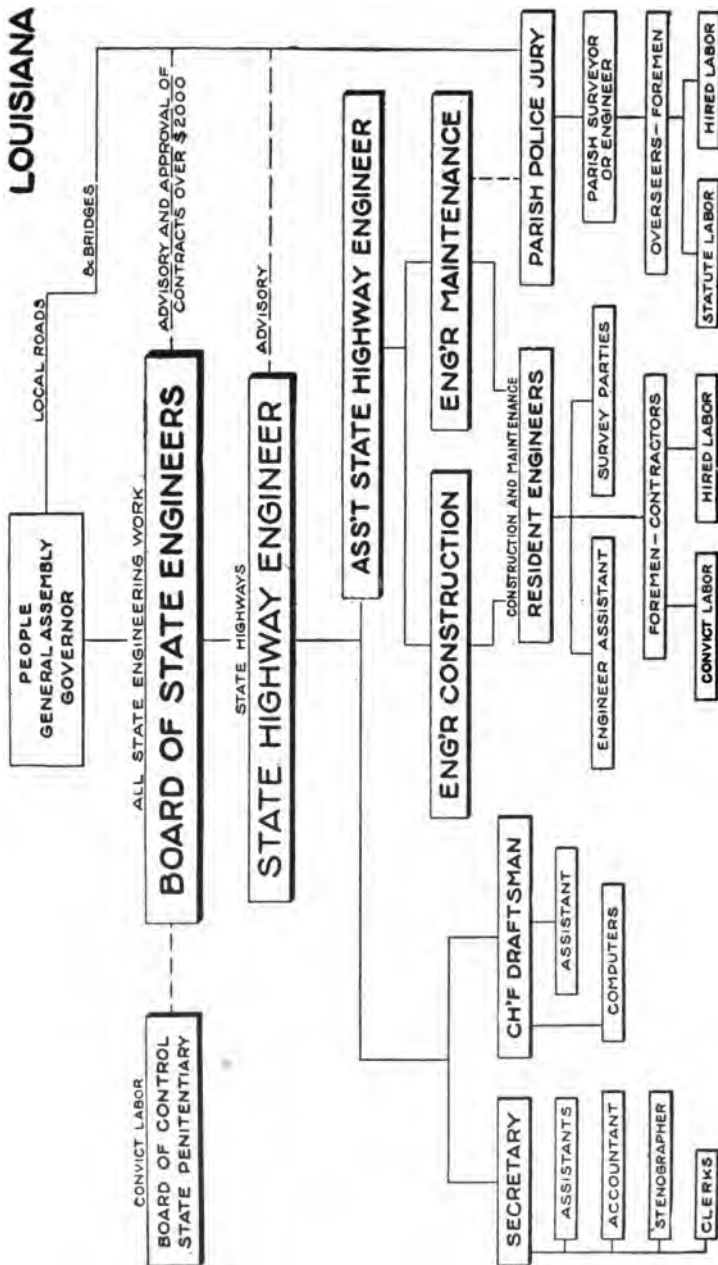 LOUISIANA
PEOPLE
GENERAL ASSEMBLY
GOVERNOR
LOCAL ROADS
& BRIDGES
ALL STATE ENGINEERING WORK
CONVICT LABOR
BOARD OF CONTROL
STATE PENITENTIARY
BOARD OF STATE ENGINEERS
ADVISORY AND APPROVAL OF
CONTRACTS OVER $2000
STATE HIGHWAYS
STATE HIGHWAY ENGINEER
ADVISORY
ASS'T STATE HIGHWAY ENGINEER
ENG'R CONSTRUCTION
ENG'R MAINTENANCE
SECRETARY
ASSISTANTS
ACCOUNTANT
STENOGRAPHER
CLERKS
CH'F DRAFTSMAN
ASSISTANT
COMPUTERS
CONSTRUCTION AND MAINTENANCE
RESIDENT ENGINEERS
ENGINEER ASSISTANT
SURVEY PARTIES
FOREMEN-CONTRACTORS
CONVICT LABOR
HIRED LABOR
PARISH POLICE JURY
PARISH SURVEYOR
OR ENGINEER
OVERSEERS-FOREMEN
STATUTE LABOR
HIRED LABOR